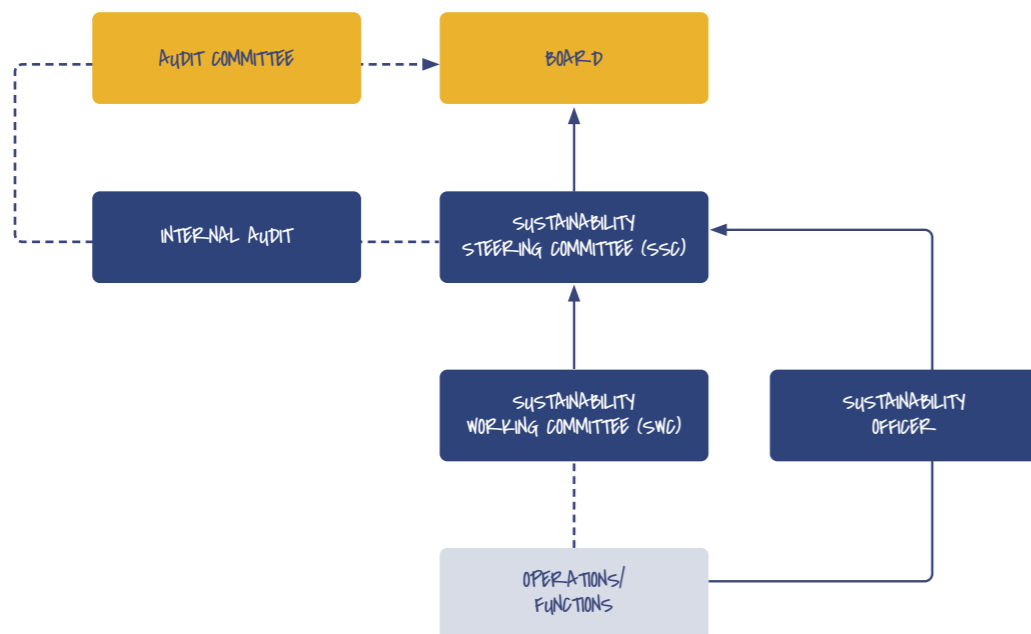 AUDIT COMMITTEE
BOARD
INTERNAL AUDIT
SUSTAINABILITY
STEERING COMMITTEE (SSC)
SUSTAINABILITY
WORKING COMMITTEE (SWC)
SUSTAINABILITY
OFFICER
OPERATIONS/
FUNCTIONS